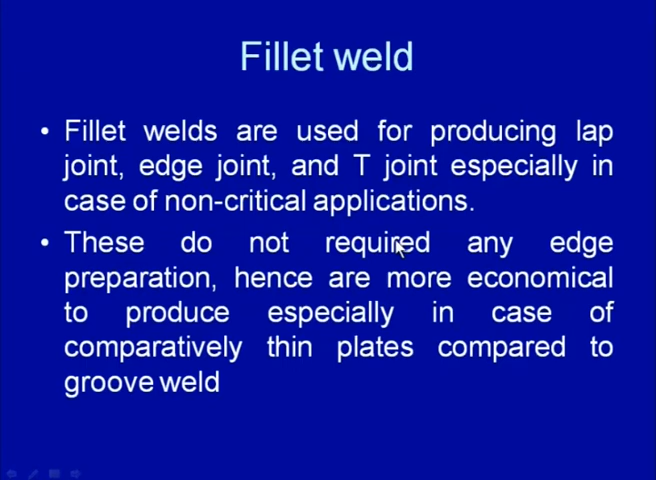 Fillet weld
• Fillet welds are used for producing lap
joint, edge joint, and T joint especially in
case of non-critical applications.
• These do not required any edge
preparation, hence are more economical
to produce especially in case of
comparatively thin plates compared to
groove weld